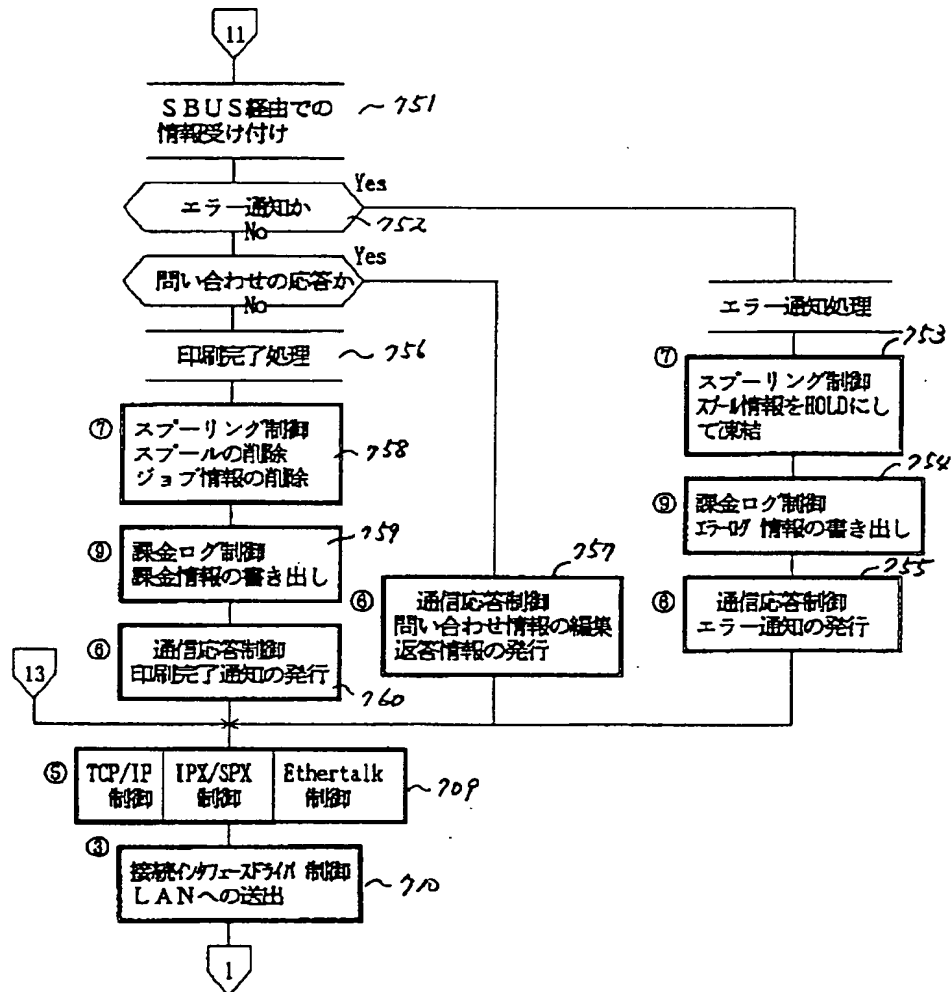 11
SBUS経由での
情報受け付け
751
エラー通知か
Yes
752
No
問い合わせの応答か
Yes
No
エラー通知処理
印刷完了処理
756
⑦
スプーリング制御
スプールの削除
ジョブ情報の削除
758
⑦
スプーリング制御
スプール情報をHOLDにし
て凍結
753
⑨
課金ログ制御
課金情報の書き出し
759
⑨
課金ログ制御
エラーログ 情報の書き出し
754
⑥
通信応答制御
印刷完了通知の発行
760
⑥
通信応答制御
問い合わせ情報の編集
返答情報の発行
757
⑥
通信応答制御
エラー通知の発行
755
13
⑤
TCP/IP
制御
IPX/SPX
制御
Ethertalk
制御
709
③
接続インタフェースドライバ 制御
LANへの送出
710
1